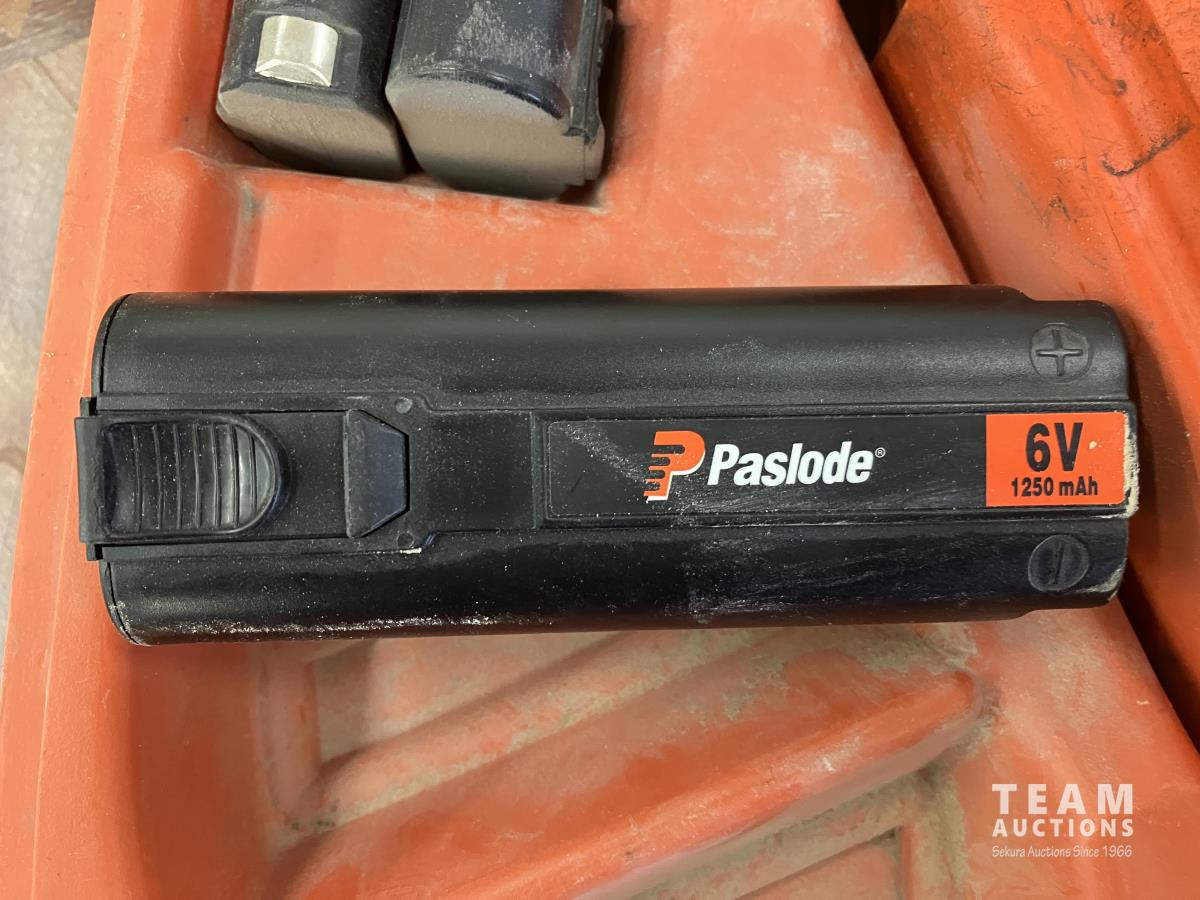 Paslode®
6V
1250 mAh
+
-
TEAM
AUCTIONS
Sekura Auctions Since 1966